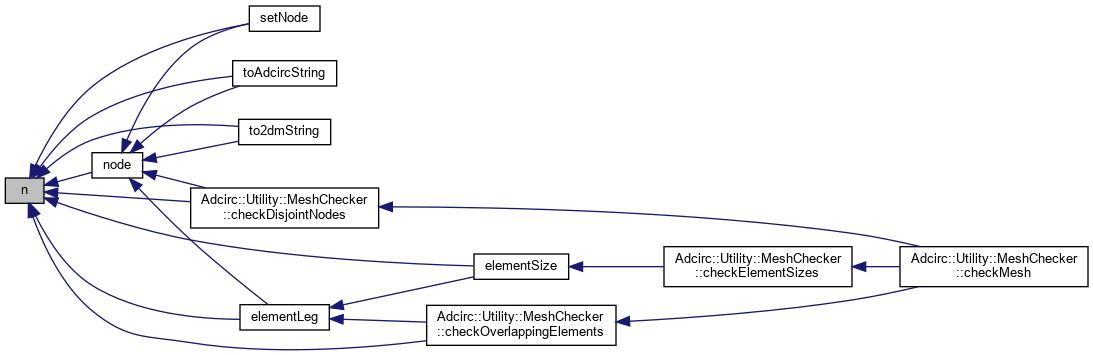 setNode
toAdcircString
to2dmString
node
n
Adcirc::Utility::MeshChecker
::checkDisjointNodes
elementSize
Adcirc::Utility::MeshChecker
::checkElementSizes
Adcirc::Utility::MeshChecker
::checkMesh
elementLeg
Adcirc::Utility::MeshChecker
::checkOverlappingElements